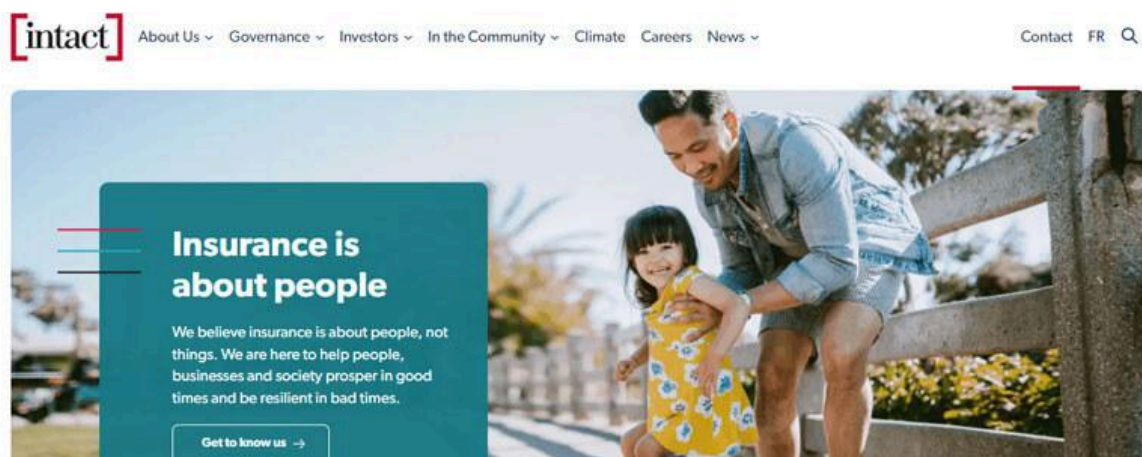 [intact] About Us Governance Investors In the Community Climate Careers News Contact FR
Insurance is
about people
We believe insurance is about people, not
things. We are here to help people,
businesses and society prosper in good
times and be resilient in bad times.
Get to know us →